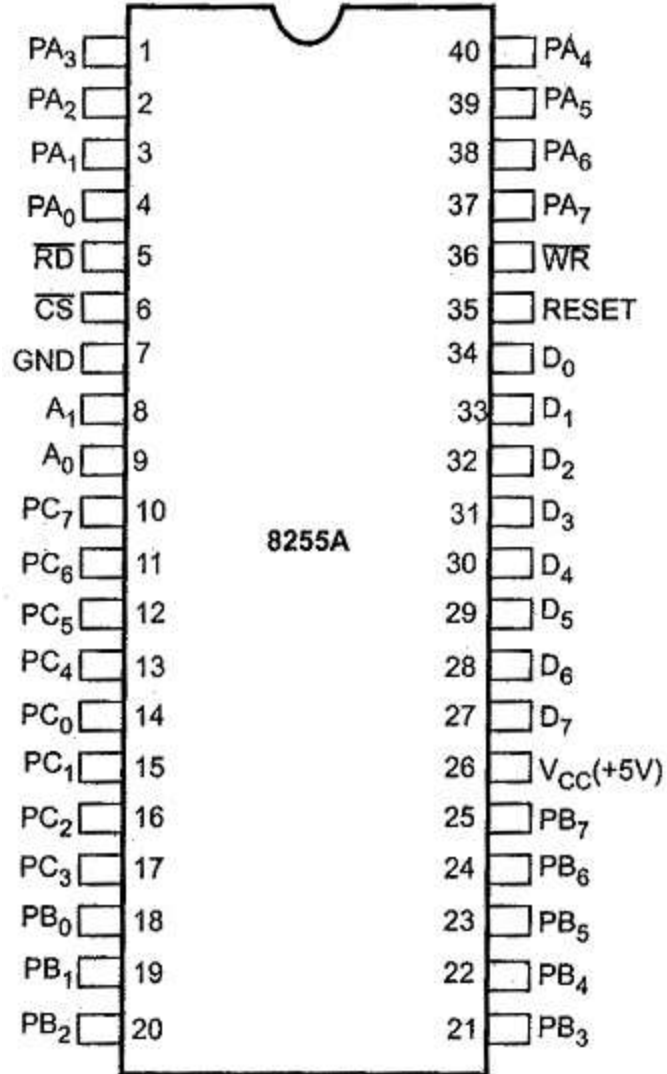 PA3 1 40 PA4
PA2 2 39 PA5
PA1 3 38 PA6
PA0 4 37 PA7
R̅D̅ 5 36 W̅R̅
C̅S̅ 6 35 RESET
GND 7 34 D0
A1 8 33 D1
A0 9 32 D2
PC7 10 31 D3
8255A
PC6 11 30 D4
PC5 12 29 D5
PC4 13 28 D6
PC0 14 27 D7
PC1 15 26 VCC(+5V)
PC2 16 25 PB7
PC3 17 24 PB6
PB0 18 23 PB5
PB1 19 22 PB4
PB2 20 21 PB3